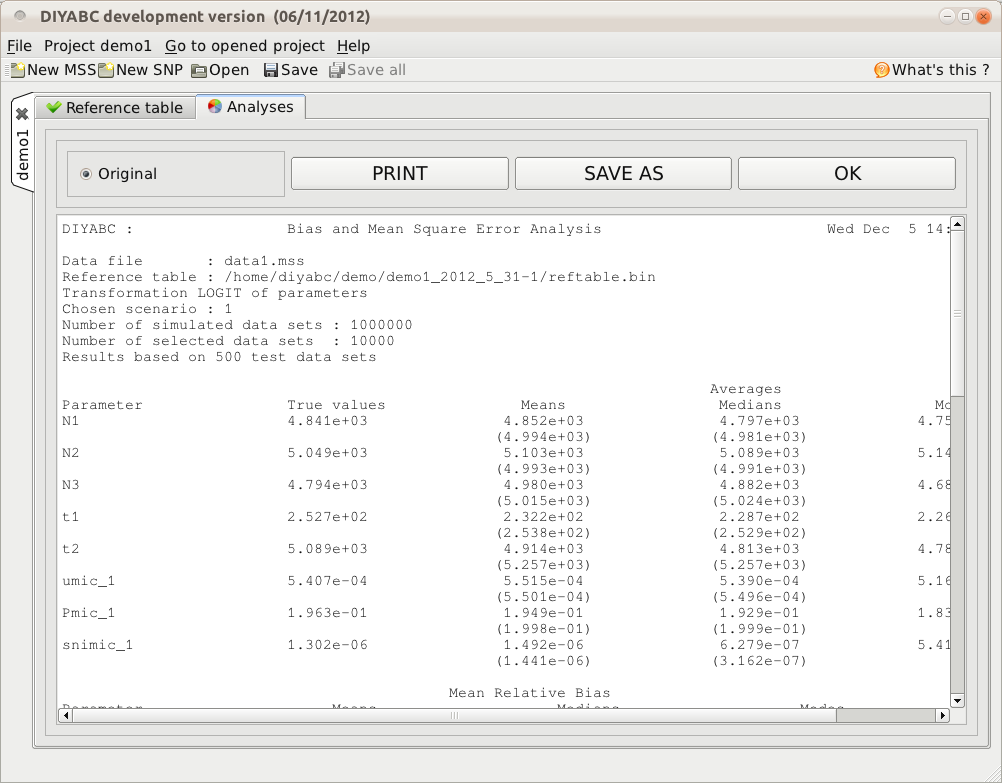 DIYABC development version (06/11/2012)
File Project demo1 Go to opened project Help
New MSS New SNP Open Save Save all What's this ?
demo1
Reference table Analyses
Original PRINT SAVE AS OK
DIYABC : Bias and Mean Square Error Analysis Wed Dec 5 14:
Data file : data1.mss
Reference table : /home/diyabc/demo/demo1_2012_5_31-1/reftable.bin
Transformation LOGIT of parameters
Chosen scenario : 1
Number of simulated data sets : 1000000
Number of selected data sets : 10000
Results based on 500 test data sets
Averages
Parameter True values Means Medians Mo
N1 4.841e+03 4.852e+03 4.797e+03 4.75
(4.994e+03) (4.981e+03)
N2 5.049e+03 5.103e+03 5.089e+03 5.14
(4.993e+03) (4.991e+03)
N3 4.794e+03 4.980e+03 4.882e+03 4.68
(5.015e+03) (5.024e+03)
t1 2.527e+02 2.322e+02 2.287e+02 2.26
(2.538e+02) (2.529e+02)
t2 5.089e+03 4.914e+03 4.813e+03 4.78
(5.257e+03) (5.257e+03)
umic_1 5.407e-04 5.515e-04 5.390e-04 5.16
(5.501e-04) (5.496e-04)
Pmic_1 1.963e-01 1.949e-01 1.929e-01 1.83
(1.998e-01) (1.999e-01)
snimic_1 1.302e-06 1.492e-06 6.279e-07 5.41
(1.441e-06) (3.162e-07)
Mean Relative Bias
Parameter Means Medians Modes